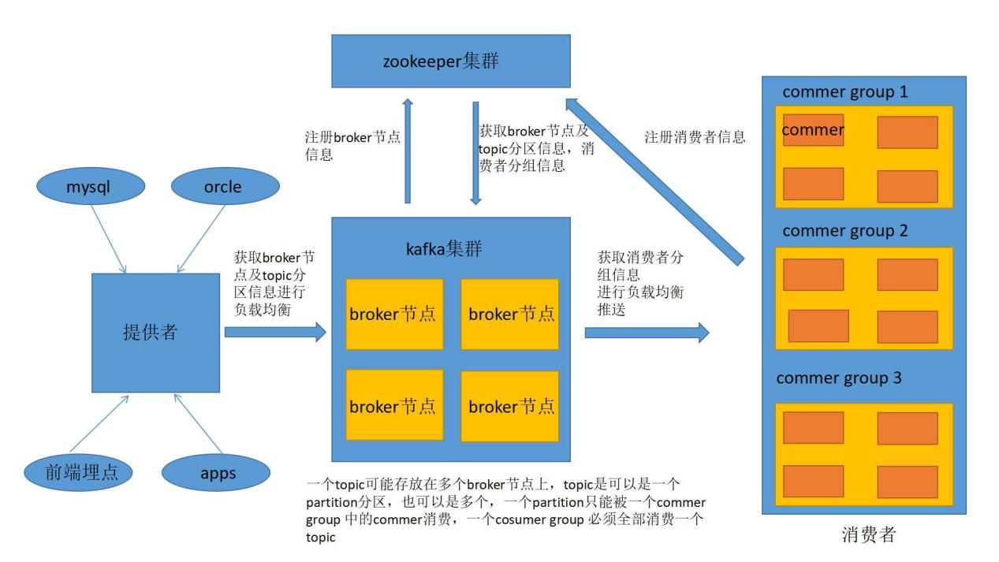 zookeeper集群
注册broker节点
信息
获取broker节点及
topic分区信息，消
费者分组信息
注册消费者信息
mysql
orcle
提供者
前端埋点
apps
获取broker节
点及topic分
区信息进行
负载均衡
kafka集群
broker节点
broker节点
broker节点
broker节点
获取消费者分
组信息
进行负载均衡
推送
commer group 1
commer
commer group 2
commer group 3
消费者
一个topic可能存放在多个broker节点上，topic是可以是一个
partition分区，也可以是多个，一个partition只能被一个commer
group 中的commer消费，一个cosumer group 必须全部消费一个
topic